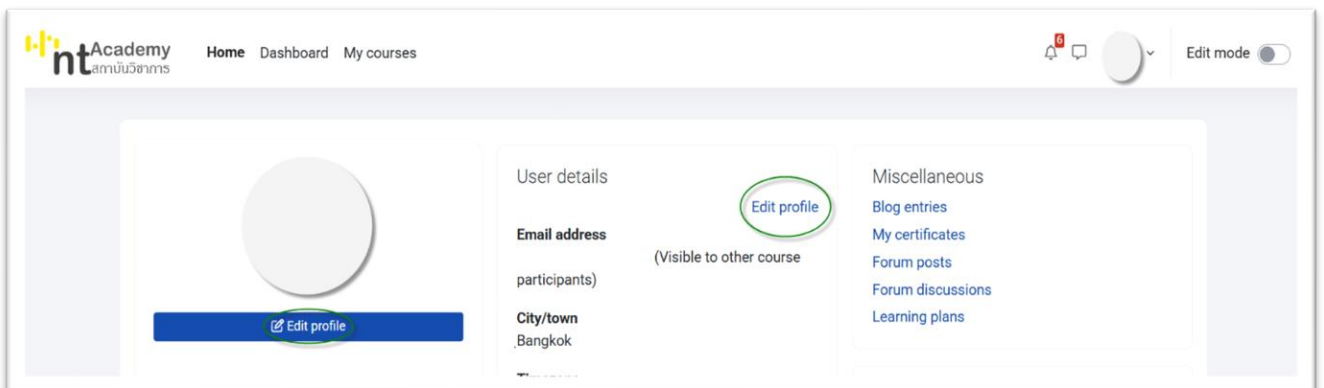 nt Academy
สถาบันวิชาการ
Home Dashboard My courses
6
Edit mode
Edit profile
User details
Edit profile
Email address
(Visible to other course
participants)
City/town
Bangkok
Miscellaneous
Blog entries
My certificates
Forum posts
Forum discussions
Learning plans